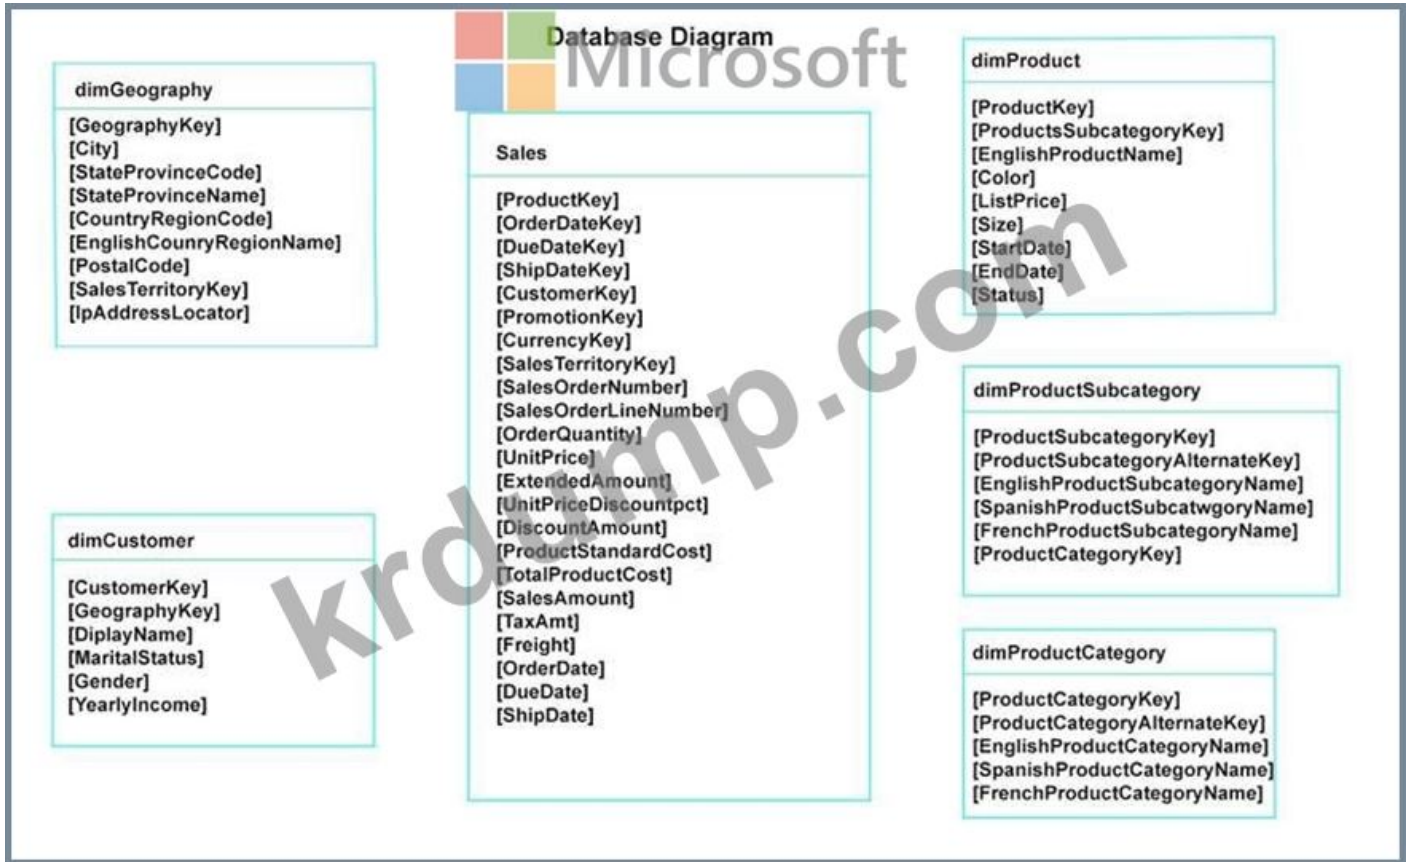 Database Diagram
Microsoft
dimGeography
[GeographyKey]
[City]
[StateProvinceCode]
[StateProvinceName]
[CountryRegionCode]
[EnglishCounryRegionName]
[PostalCode]
[SalesTerritoryKey]
[IpAddressLocator]
dimCustomer
[CustomerKey]
[GeographyKey]
[DiplayName]
[MaritalStatus]
[Gender]
[YearlyIncome]
Sales
[ProductKey]
[OrderDateKey]
[DueDateKey]
[ShipDateKey]
[CustomerKey]
[PromotionKey]
[CurrencyKey]
[SalesTerritoryKey]
[SalesOrderNumber]
[SalesOrderLineNumber]
[OrderQuantity]
[UnitPrice]
[ExtendedAmount]
[UnitPriceDiscountpct]
[DiscountAmount]
[ProductStandardCost]
[TotalProductCost]
[SalesAmount]
[TaxAmt]
[Freight]
[OrderDate]
[DueDate]
[ShipDate]
dimProduct
[ProductKey]
[ProductsSubcategoryKey]
[EnglishProductName]
[Color]
[ListPrice]
[Size]
[StartDate]
[EndDate]
[Status]
dimProductSubcategory
[ProductSubcategoryKey]
[ProductSubcategoryAlternateKey]
[EnglishProductSubcategoryName]
[SpanishProductSubcatwgoryName]
[FrenchProductSubcategoryName]
[ProductCategoryKey]
dimProductCategory
[ProductCategoryKey]
[ProductCategoryAlternateKey]
[EnglishProductCategoryName]
[SpanishProductCategoryName]
[FrenchProductCategoryName]
krdump.com